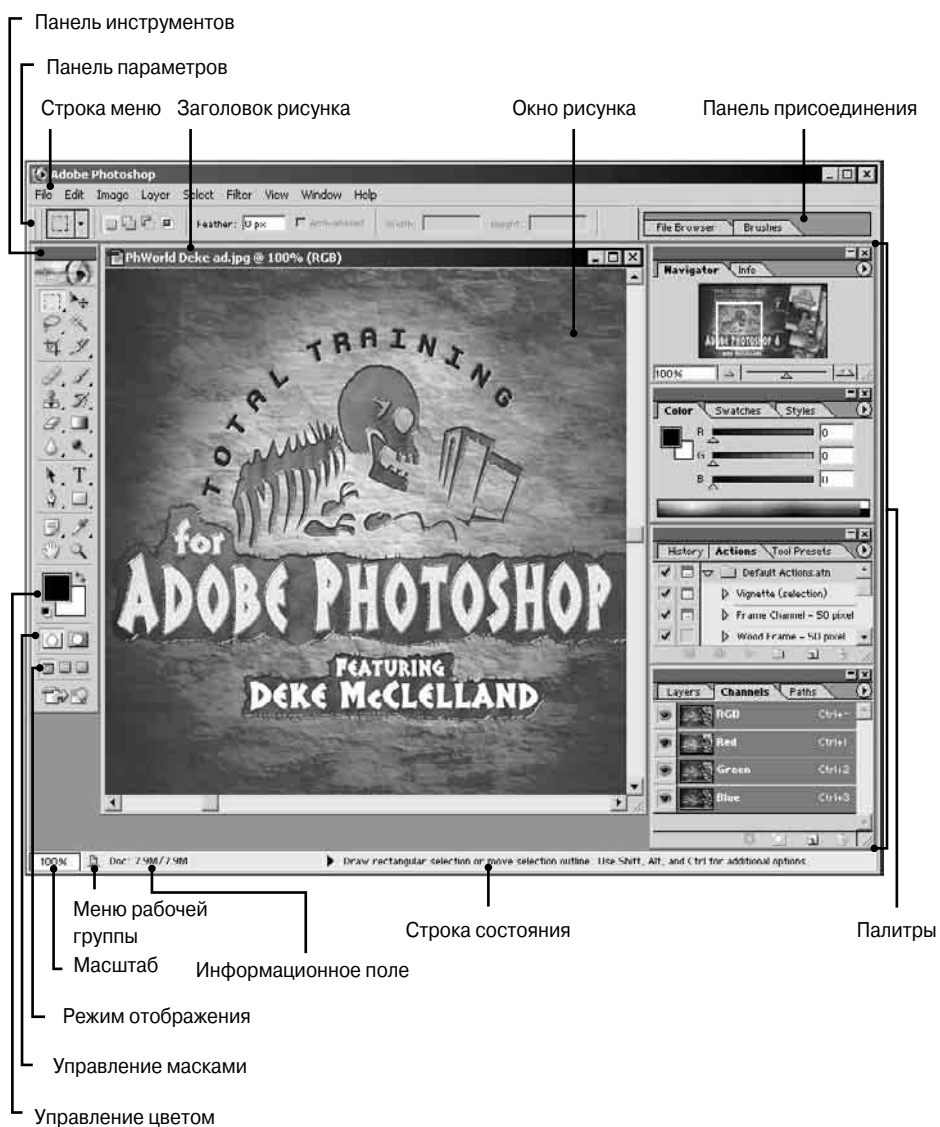 Панель инструментов
Панель параметров
Строка меню Заголовок рисунка Окно рисунка Панель присоединения
Adobe Photoshop
File Edit Image Layer Select Filter View Window Help
Feather: 0 px Anti-aliased Width: Height:
File Browser Brushes
PhWorld Deke ad.jpg @ 100% (RGB)
Navigator Info
100%
Color Swatches Styles
R 0
G 0
B 0
TOTAL TRAINING
for
ADOBE PHOTOSHOP
FEATURING
DEKE McCLELLAND
History Actions Tool Presets
Default Actions.atn
Vignette (selection)
Frame Channel - 50 pixel
Wood Frame - 50 pixel
Layers Channels Paths
RGB Ctrl+~
Red Ctrl+1
Green Ctrl+2
Blue Ctrl+3
100% Doc: 7.9M/7.9M Draw rectangular selection or move selection outline. Use Shift, Alt, and Ctrl for additional options.
Меню рабочей
группы
Строка состояния
Палитры
Масштаб
Информационное поле
Режим отображения
Управление масками
Управление цветом